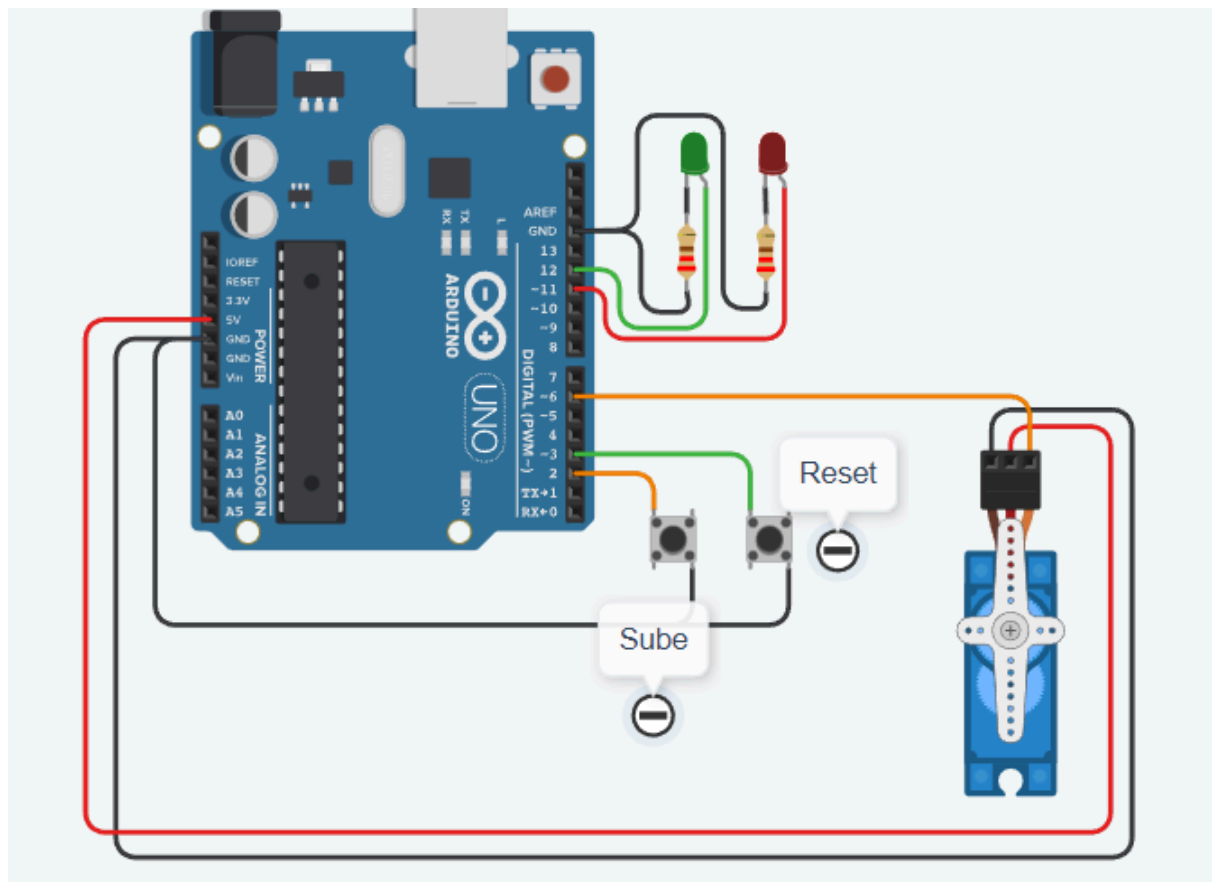 AREF
GND
13
12
~11
~10
~9
8
7
~6
~5
4
~3
2
TX→1
RX←0
DIGITAL (PWM~)
IOREF
RESET
3.3V
5V
GND
GND
Vin
POWER
A0
A1
A2
A3
A4
A5
ANALOG IN
RX
TX
L
ARDUINO
UNO
ON
Reset
Sube